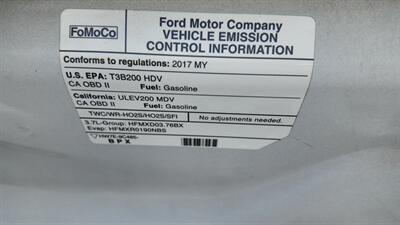 FoMoCo
Ford Motor Company
VEHICLE EMISSION
CONTROL INFORMATION
Conforms to regulations: 2017 MY
U.S. EPA: T3B200 HDV
CA OBD II Fuel: Gasoline
California: ULEV200 MDV
CA OBD II Fuel: Gasoline
TWC/WR-HO2S/HO2S/SFI
No adjustments needed.
3.7L-Group: HFMXD03.76BX
Evap: HFMXR0190NBS
HW7E-9C485-
BPX